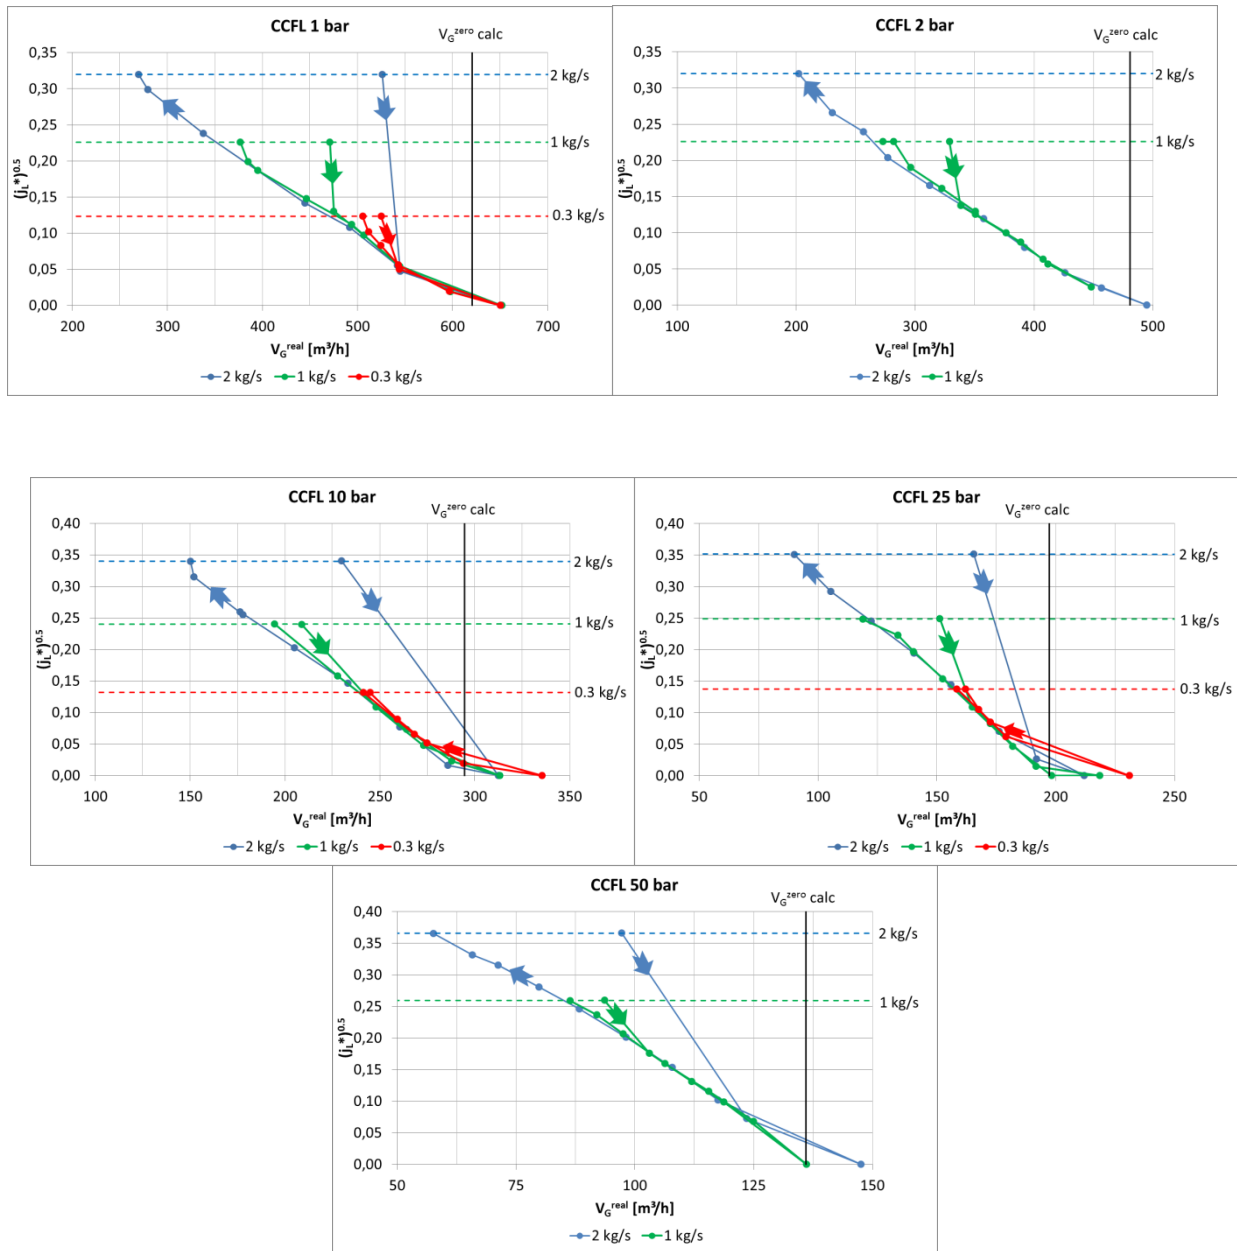 CCFL 1 bar
V_G^zero calc
0,35
0,30
0,25
0,20
0,15
0,10
0,05
0,00
(j_L*)^0.5
2 kg/s
1 kg/s
0.3 kg/s
200 300 400 500 600 700
V_G^real [m³/h]
2 kg/s 1 kg/s 0.3 kg/s
CCFL 2 bar
V_G^zero calc
0,35
0,30
0,25
0,20
0,15
0,10
0,05
0,00
(j_L*)^0.5
2 kg/s
1 kg/s
100 200 300 400 500
V_G^real [m³/h]
2 kg/s 1 kg/s
CCFL 10 bar
V_G^zero calc
0,40
0,35
0,30
0,25
0,20
0,15
0,10
0,05
0,00
(j_L*)^0.5
2 kg/s
1 kg/s
0.3 kg/s
100 150 200 250 300 350
V_G^real [m³/h]
2 kg/s 1 kg/s 0.3 kg/s
CCFL 25 bar
V_G^zero calc
0,40
0,35
0,30
0,25
0,20
0,15
0,10
0,05
0,00
(j_L*)^0.5
2 kg/s
1 kg/s
0.3 kg/s
50 100 150 200 250
V_G^real [m³/h]
2 kg/s 1 kg/s 0.3 kg/s
CCFL 50 bar
V_G^zero calc
0,40
0,35
0,30
0,25
0,20
0,15
0,10
0,05
0,00
(j_L*)^0.5
2 kg/s
1 kg/s
50 75 100 125 150
V_G^real [m³/h]
2 kg/s 1 kg/s